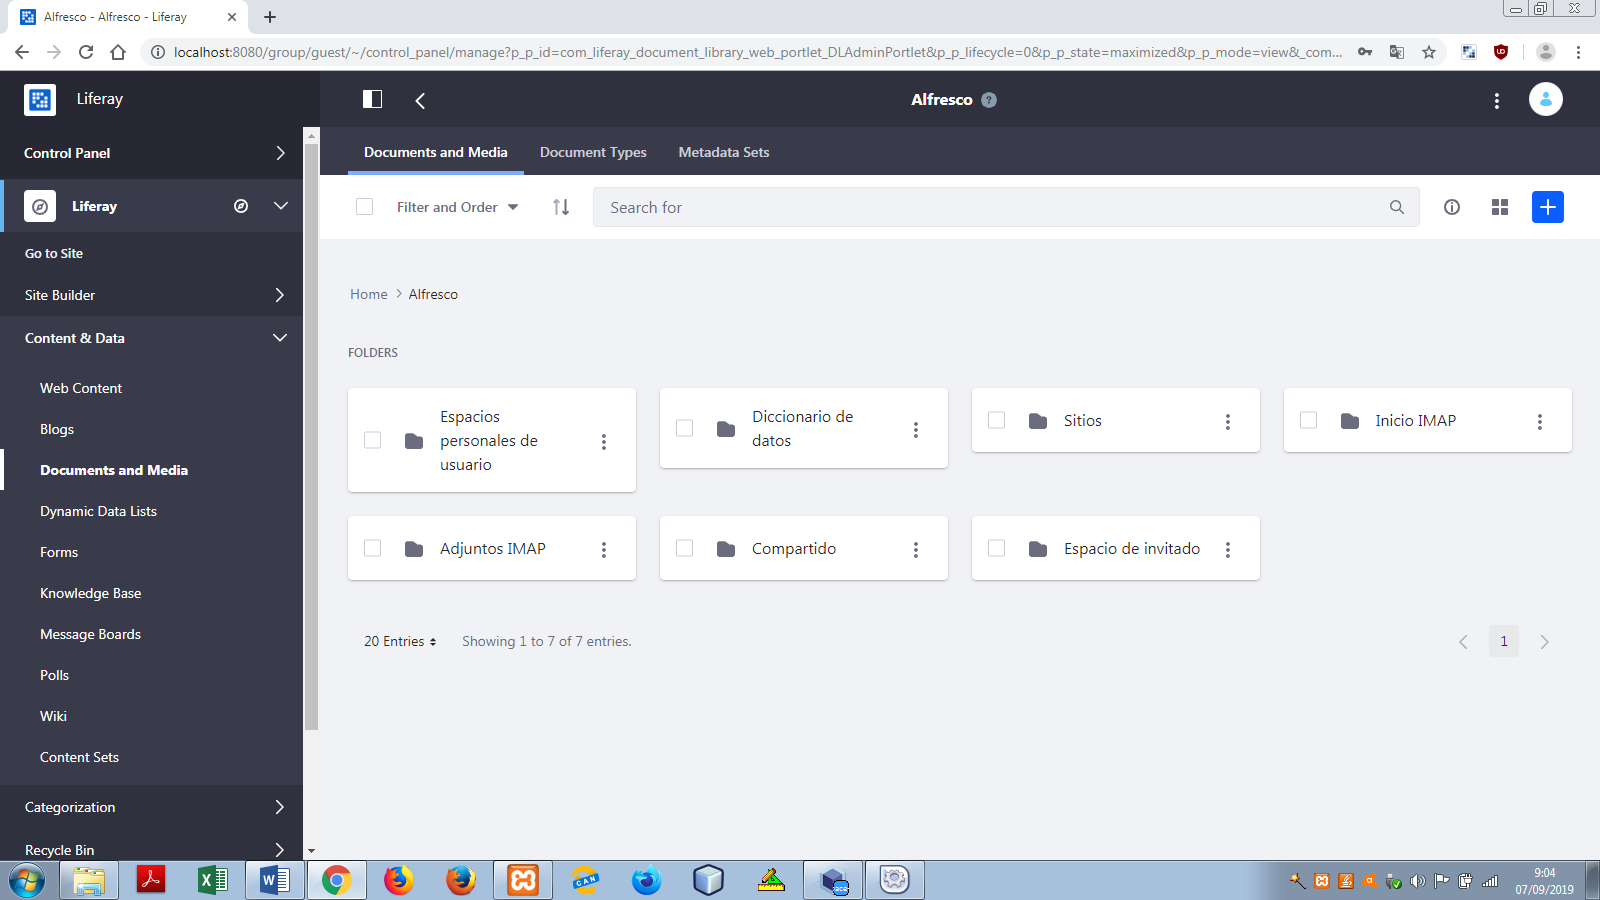 Alfresco - Alfresco - Liferay
localhost:8080/group/guest/~/control_panel/manage?p_p_id=com_liferay_document_library_web_portlet_DLAdminPortlet&p_p_lifecycle=0&p_p_state=maximized&p_p_mode=view&_com...
Liferay
Alfresco ?
Control Panel
Documents and Media
Document Types
Metadata Sets
Liferay
Filter and Order
Search for
Go to Site
Site Builder
Content & Data
Web Content
Blogs
Documents and Media
Dynamic Data Lists
Forms
Knowledge Base
Message Boards
Polls
Wiki
Content Sets
Categorization
Recycle Bin
Home > Alfresco
FOLDERS
Espacios
personales de
usuario
Diccionario de
datos
Sitios
Inicio IMAP
Adjuntos IMAP
Compartido
Espacio de invitado
20 Entries
Showing 1 to 7 of 7 entries.
1
9:04
07/09/2019